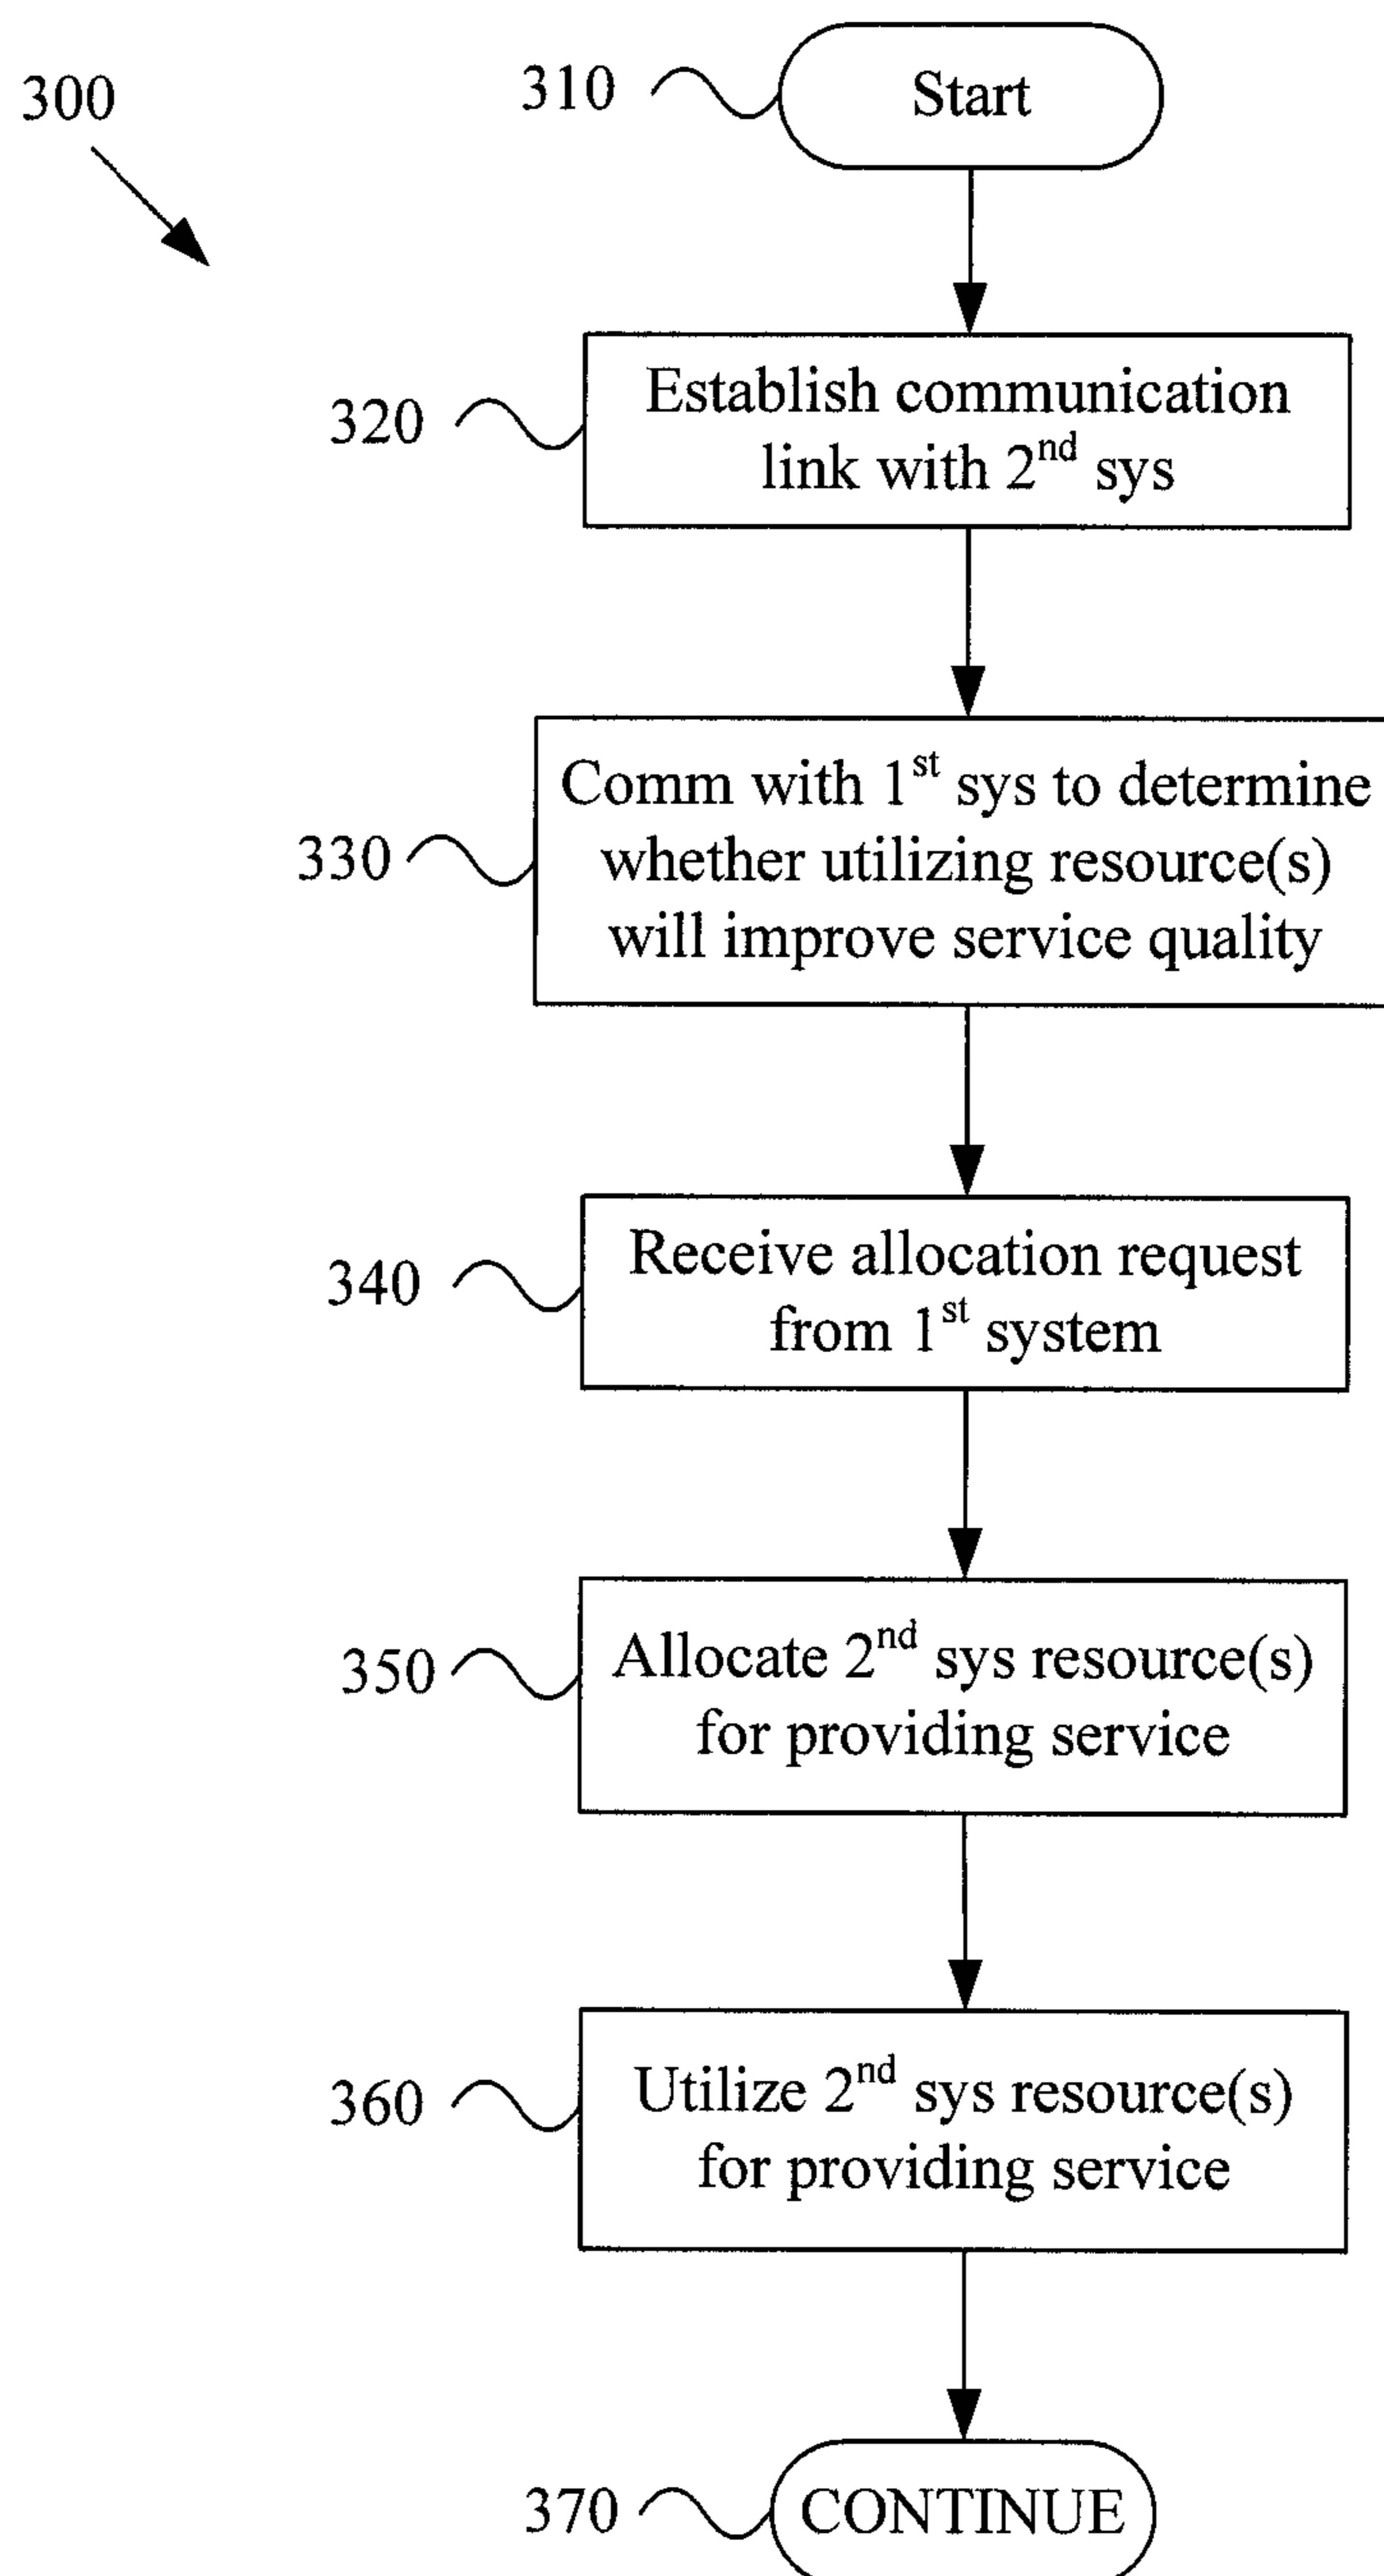 300
310
Start
320
Establish communication
link with 2nd sys
330
Comm with 1st sys to determine
whether utilizing resource(s)
will improve service quality
340
Receive allocation request
from 1st system
350
Allocate 2nd sys resource(s)
for providing service
360
Utilize 2nd sys resource(s)
for providing service
370
CONTINUE